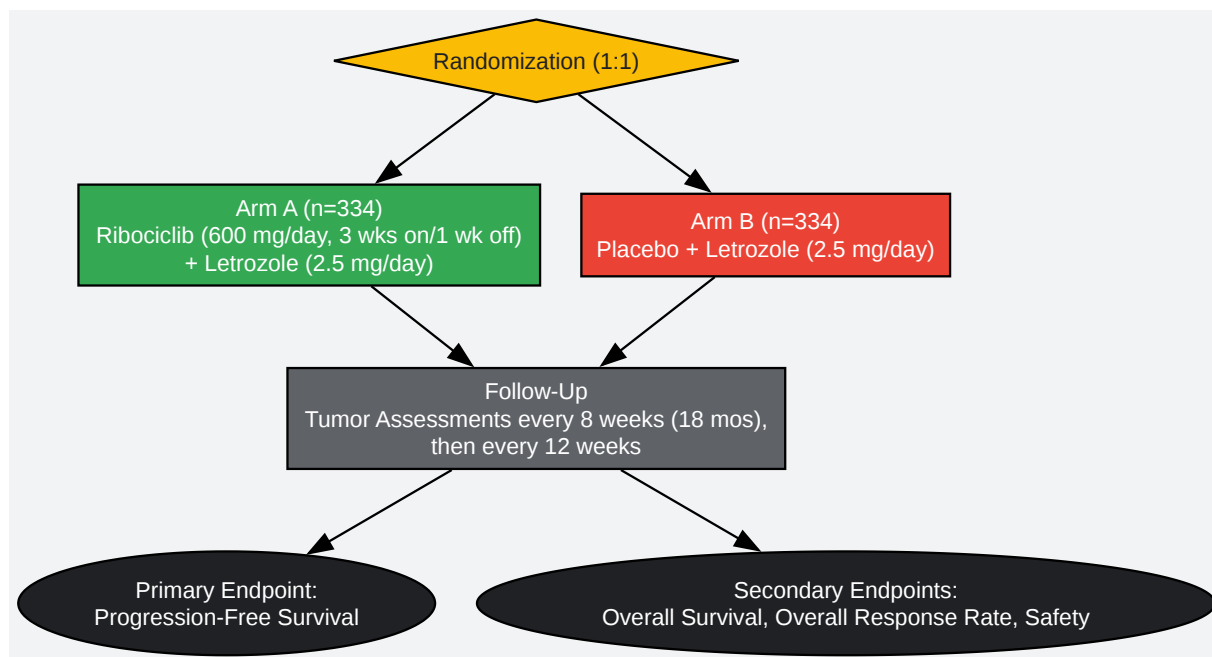 Randomization (1:1)
Arm A (n=334)
Ribociclib (600 mg/day, 3 wks on/1 wk off)
+ Letrozole (2.5 mg/day)
Arm B (n=334)
Placebo + Letrozole (2.5 mg/day)
Follow-Up
Tumor Assessments every 8 weeks (18 mos),
then every 12 weeks
Primary Endpoint:
Progression-Free Survival
Secondary Endpoints:
Overall Survival, Overall Response Rate, Safety